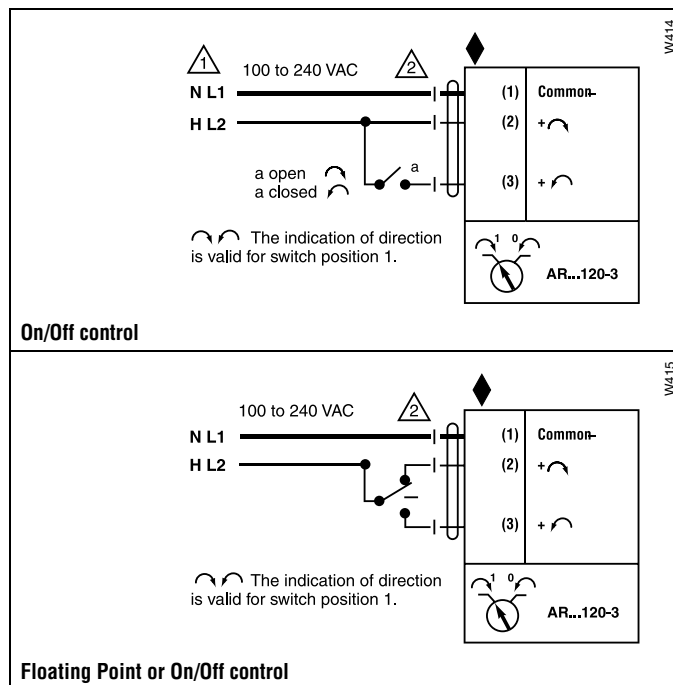 W414
1 100 to 240 VAC 2
N L1 (1) Common–
H L2 (2) +
a open a
a closed (3) +
The indication of direction
is valid for switch position 1.
1 0
AR...120-3
On/Off control
W415
100 to 240 VAC 2
N L1 (1) Common–
H L2 (2) +
(3) +
The indication of direction
is valid for switch position 1.
1 0
AR...120-3
Floating Point or On/Off control